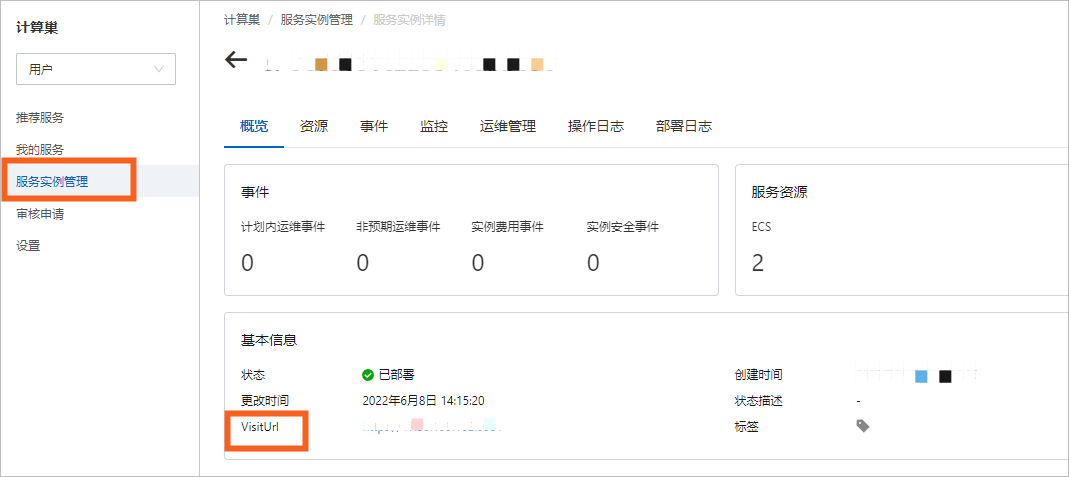 计算巢
用户
推荐服务
我的服务
服务实例管理
审核申请
设置
计算巢 / 服务实例管理 / 服务实例详情
概览 资源 事件 监控 运维管理 操作日志 部署日志
事件
计划内运维事件 非预期运维事件 实例费用事件 实例安全事件
0 0 0 0
服务资源
ECS
2
基本信息
状态 已部署 创建时间
更改时间 2022年6月8日 14:15:20 状态描述 -
VisitUrl 标签